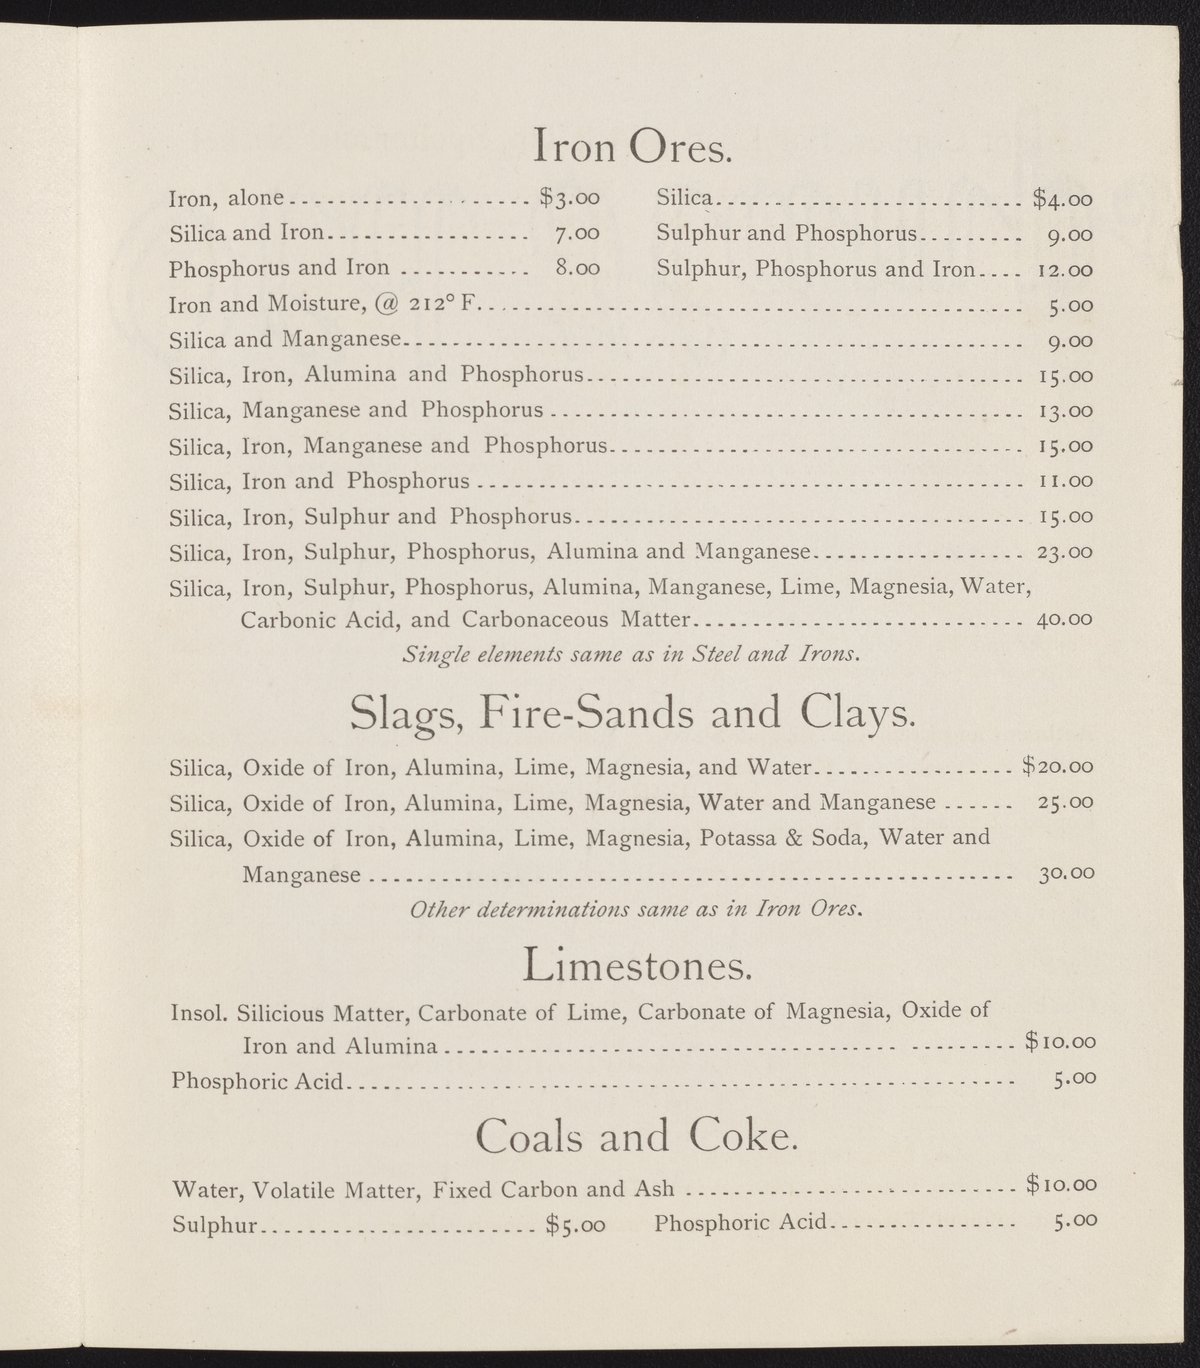 Iron Ores.
Iron, alone $3.00 Silica $4.00
Silica and Iron 7.00 Sulphur and Phosphorus 9.00
Phosphorus and Iron 8.00 Sulphur, Phosphorus and Iron 12.00
Iron and Moisture, @ 212° F. 5.00
Silica and Manganese 9.00
Silica, Iron, Alumina and Phosphorus 15.00
Silica, Manganese and Phosphorus 13.00
Silica, Iron, Manganese and Phosphorus 15.00
Silica, Iron and Phosphorus 11.00
Silica, Iron, Sulphur and Phosphorus 15.00
Silica, Iron, Sulphur, Phosphorus, Alumina and Manganese 23.00
Silica, Iron, Sulphur, Phosphorus, Alumina, Manganese, Lime, Magnesia, Water,
Carbonic Acid, and Carbonaceous Matter 40.00
Single elements same as in Steel and Irons.
Slags, Fire-Sands and Clays.
Silica, Oxide of Iron, Alumina, Lime, Magnesia, and Water $20.00
Silica, Oxide of Iron, Alumina, Lime, Magnesia, Water and Manganese 25.00
Silica, Oxide of Iron, Alumina, Lime, Magnesia, Potassa & Soda, Water and
Manganese 30.00
Other determinations same as in Iron Ores.
Limestones.
Insol. Silicious Matter, Carbonate of Lime, Carbonate of Magnesia, Oxide of
Iron and Alumina $10.00
Phosphoric Acid 5.00
Coals and Coke.
Water, Volatile Matter, Fixed Carbon and Ash $10.00
Sulphur $5.00 Phosphoric Acid 5.00